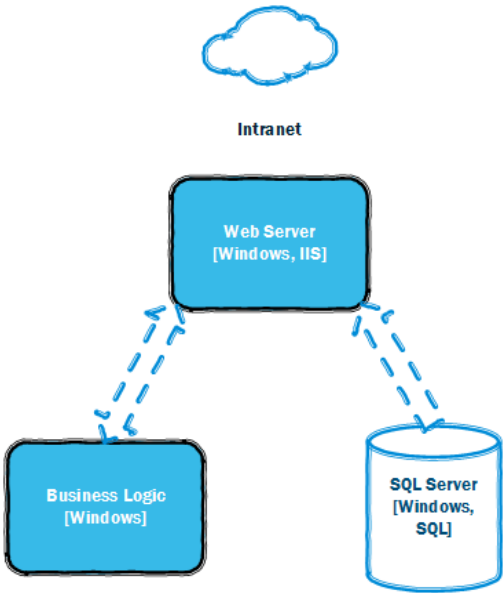 Intranet
Web Server
[Windows, IIS]
Business Logic
[Windows]
SQL Server
[Windows,
SQL]